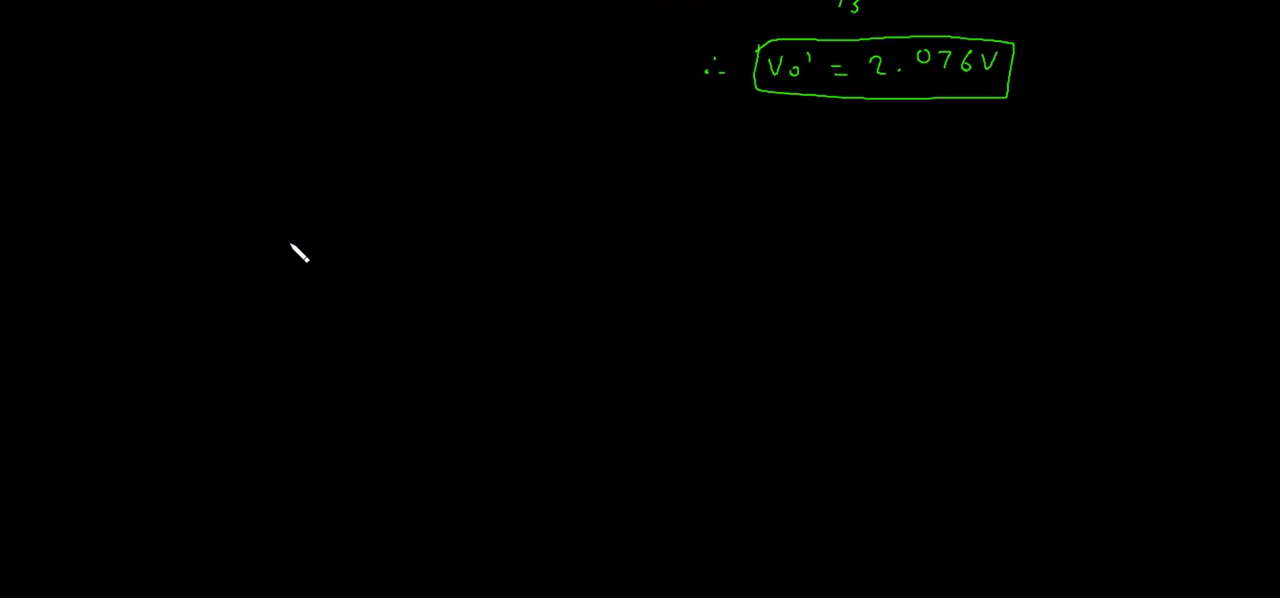 ∴ Vo' = 2.076V